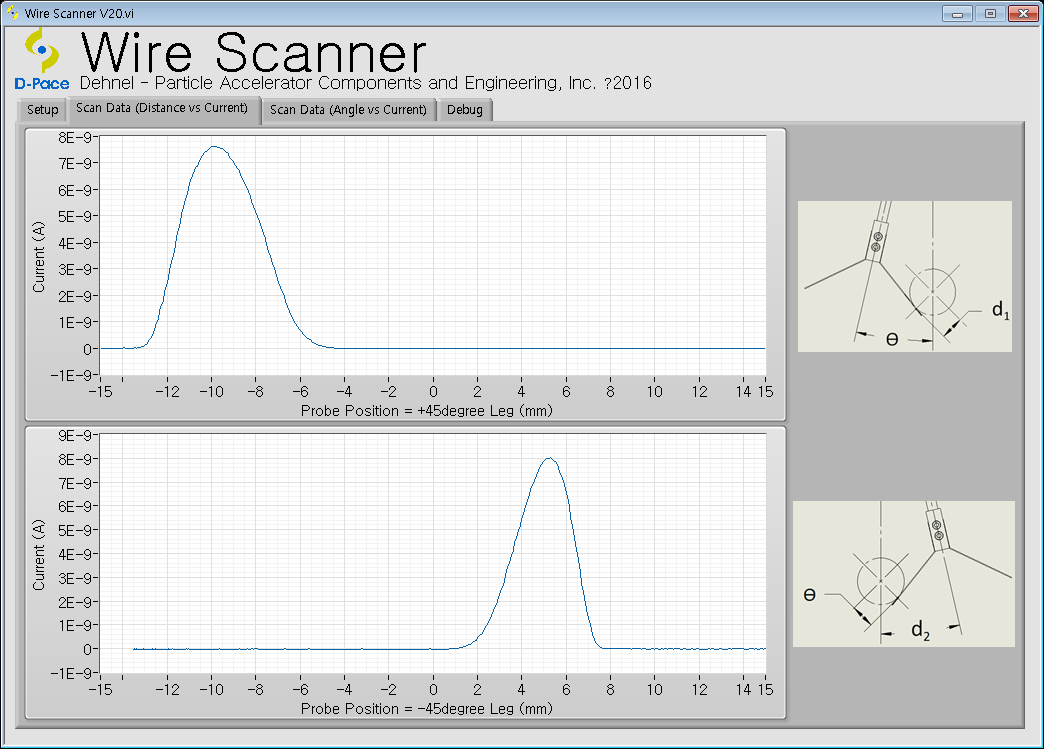 Wire Scanner V20.vi
Wire Scanner
D-Pace
Dehnel - Particle Accelerator Components and Engineering, Inc. ?2016
Setup
Scan Data (Distance vs Current)
Scan Data (Angle vs Current)
Debug
8E-9
7E-9
6E-9
5E-9
4E-9
3E-9
2E-9
1E-9
0
-1E-9
Current (A)
-15 -12 -10 -8 -6 -4 -2 0 2 4 6 8 10 12 14 15
Probe Position = +45degree Leg (mm)
θ
d1
9E-9
8E-9
7E-9
6E-9
5E-9
4E-9
3E-9
2E-9
1E-9
0
-1E-9
Current (A)
-15 -12 -10 -8 -6 -4 -2 0 2 4 6 8 10 12 14 15
Probe Position = -45degree Leg (mm)
θ
d2